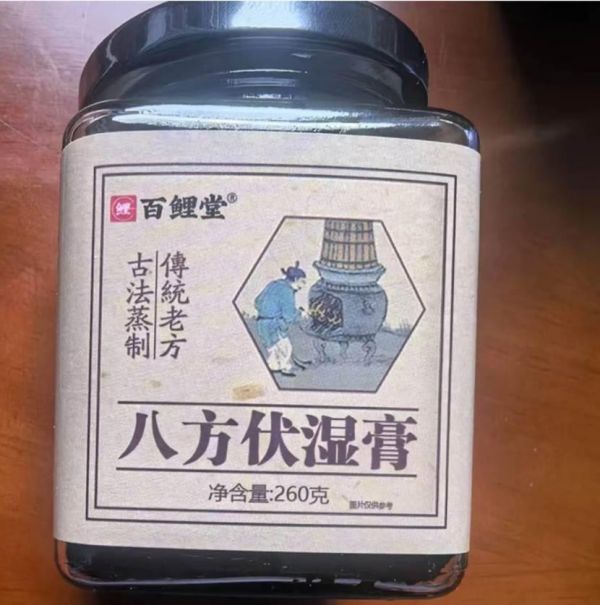 鲤 百鲤堂®
傳統老方
古法蒸制
八方伏湿膏
净含量:260克
图片仅供参考